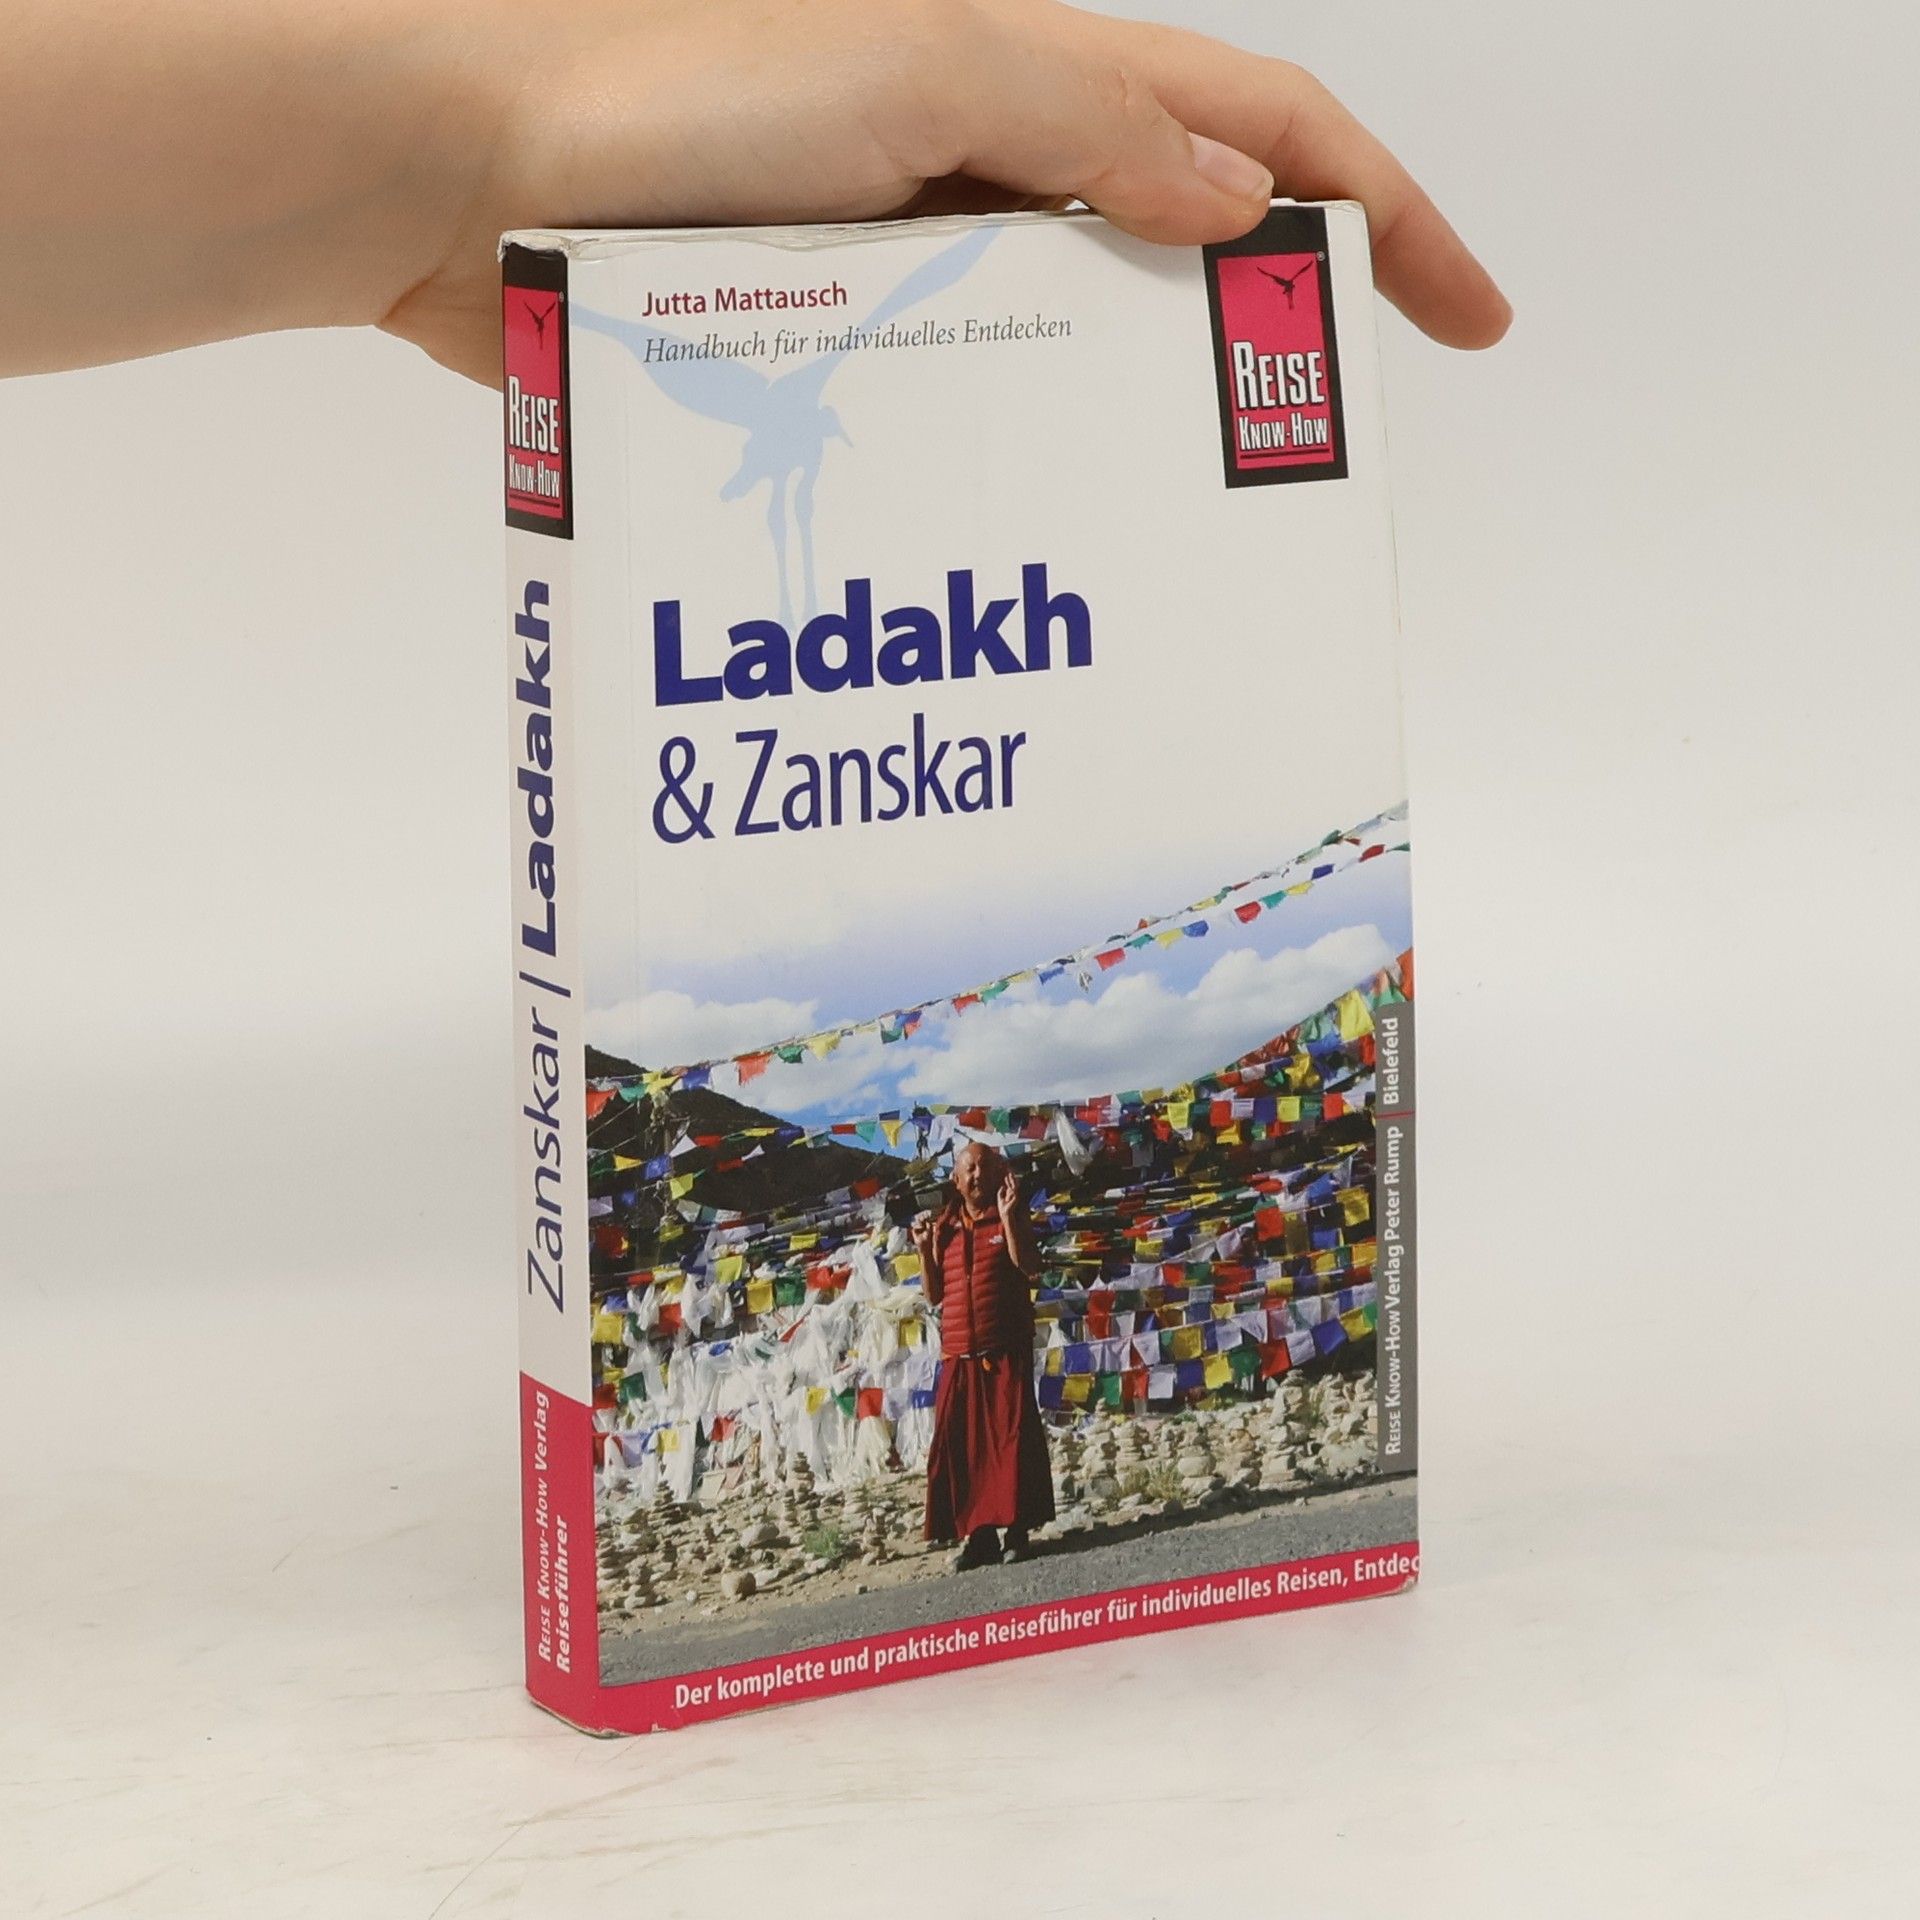 Jutta Mattausch
Handbuch für individuelles Entdecken
REISE
KNOW-HOW
®
Ladakh
& Zanskar
REISE KNOW-HOW Verlag Peter Rump | Bielefeld
Der komplette und praktische Reiseführer für individuelles Reisen, Entdec
®
REISE
KNOW-HOW
Zanskar | Ladakh
REISE KNOW-HOW Verlag
Reiseführer